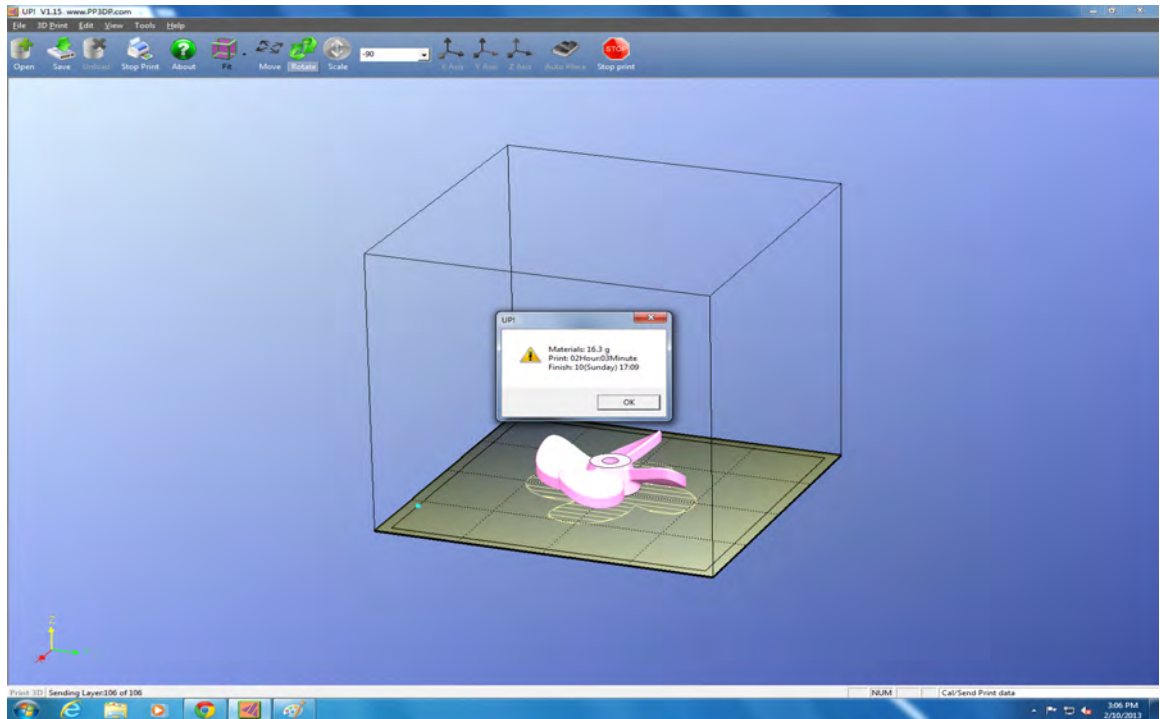 UP! V1.15 www.PP3DP.com
File 3D Print Edit View Tools Help
-90
STOP
Open Save Unload Stop Print About Fit Move Rotate Scale X Axis Y Axis Z Axis Auto Place Stop print
UP!
Materials: 16.3 g
Print: 02Hour:03Minute
Finish: 10(Sunday) 17:09
OK
Z
Print 3D Sending Layer:106 of 106 NUM Cal/Send Print data
3:06 PM
2/10/2013